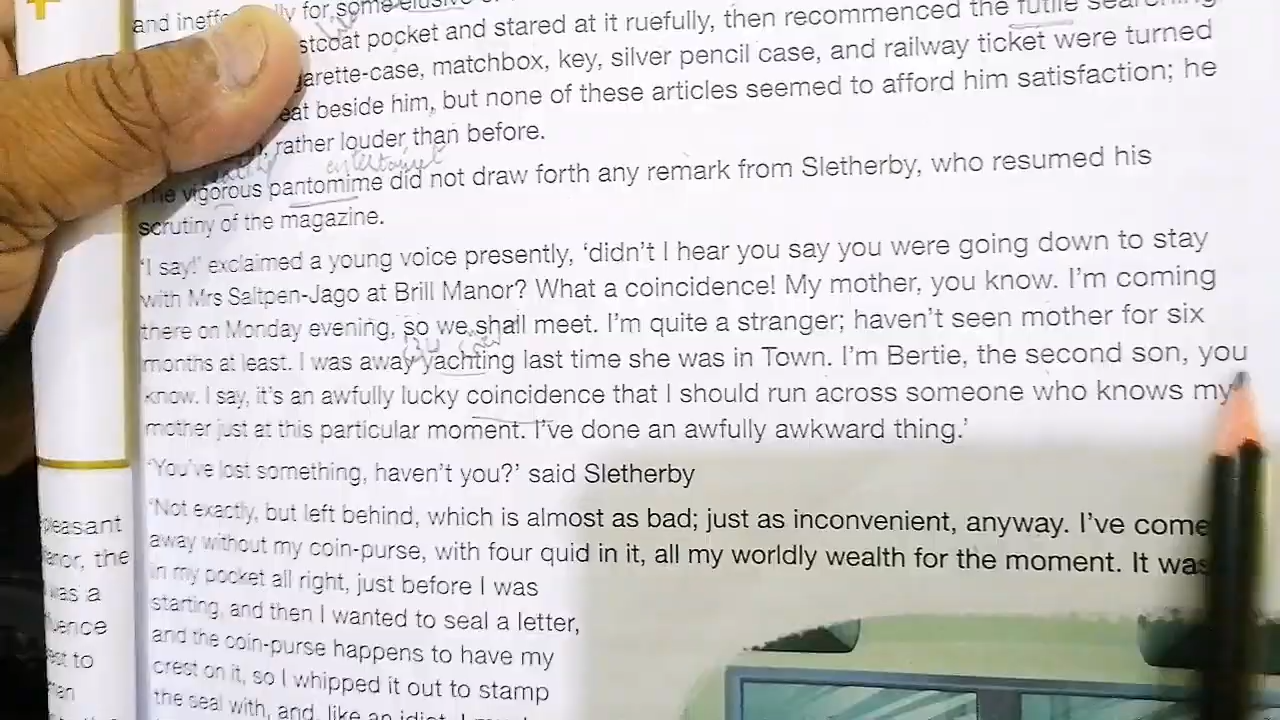 and for some elusive
stcoat pocket and stared at it ruefully, then recommenced the futile searching
garette-case, matchbox, key, silver pencil case, and railway ticket were turned
eat beside him, but none of these articles seemed to afford him satisfaction; he
rather louder than before.
entertainment
The vigorous pantomime did not draw forth any remark from Sletherby, who resumed his
scrutiny of the magazine.
'I say!' exclaimed a young voice presently, 'didn't I hear you say you were going down to stay
with Mrs Saltpen-Jago at Brill Manor? What a coincidence! My mother, you know. I'm coming
there on Monday evening, so we shall meet. I'm quite a stranger; haven't seen mother for six
months at least. I was away yachting last time she was in Town. I'm Bertie, the second son, you
know. I say, it's an awfully lucky coincidence that I should run across someone who knows my
mother just at this particular moment. I've done an awfully awkward thing.'
'You've lost something, haven't you?' said Sletherby
'Not exactly, but left behind, which is almost as bad; just as inconvenient, anyway. I've come
away without my coin-purse, with four quid in it, all my worldly wealth for the moment. It was
in my pocket all right, just before I was
starting, and then I wanted to seal a letter,
and the coin-purse happens to have my
crest on it, so I whipped it out to stamp
the seal with, and, like an idiot, I
pleasant
anor, the
was a
uence
est to
man